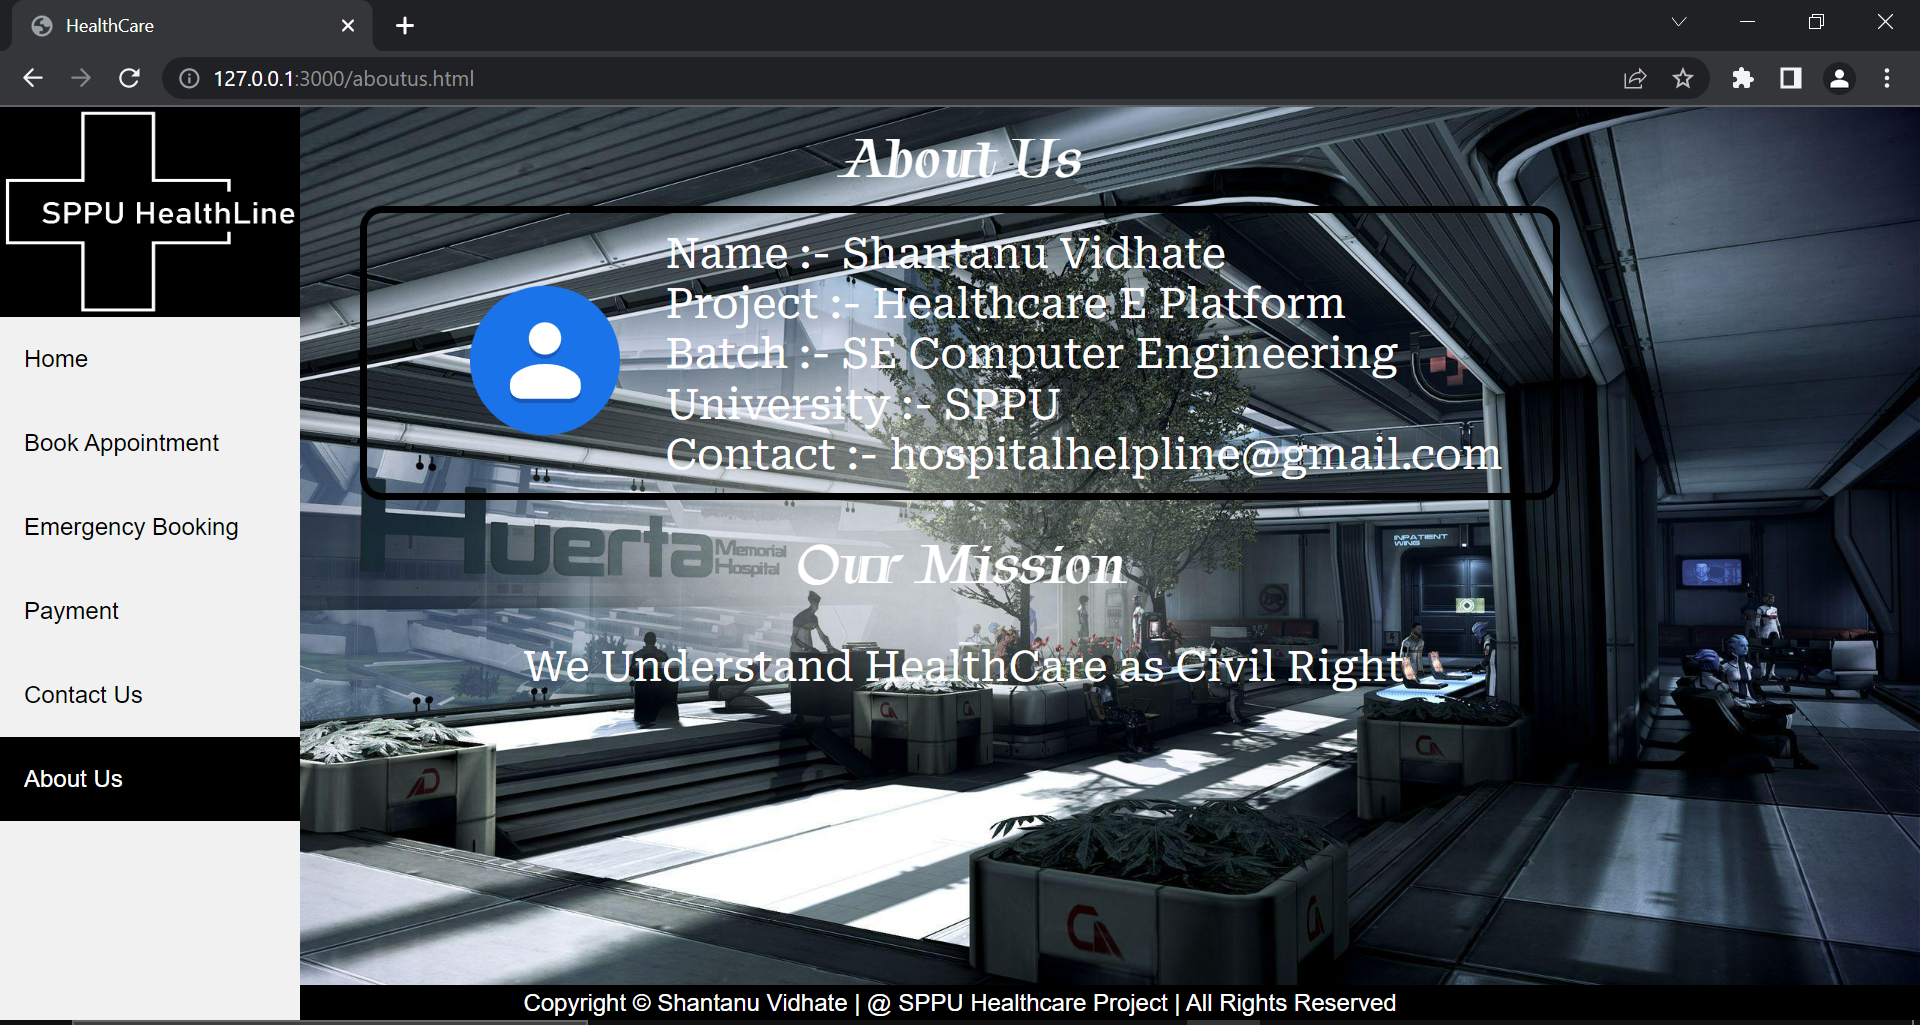 HealthCare
127.0.0.1:3000/aboutus.html
SPPU HealthLine
Home
Book Appointment
Emergency Booking
Payment
Contact Us
About Us
About Us
Name :- Shantanu Vidhate
Project :- Healthcare E Platform
Batch :- SE Computer Engineering
University :- SPPU
Contact :- hospitalhelpline@gmail.com
Huerta Memorial
Hospital
INPATIENT
WING
Our Mission
We Understand HealthCare as Civil Right
Copyright © Shantanu Vidhate | @ SPPU Healthcare Project | All Rights Reserved